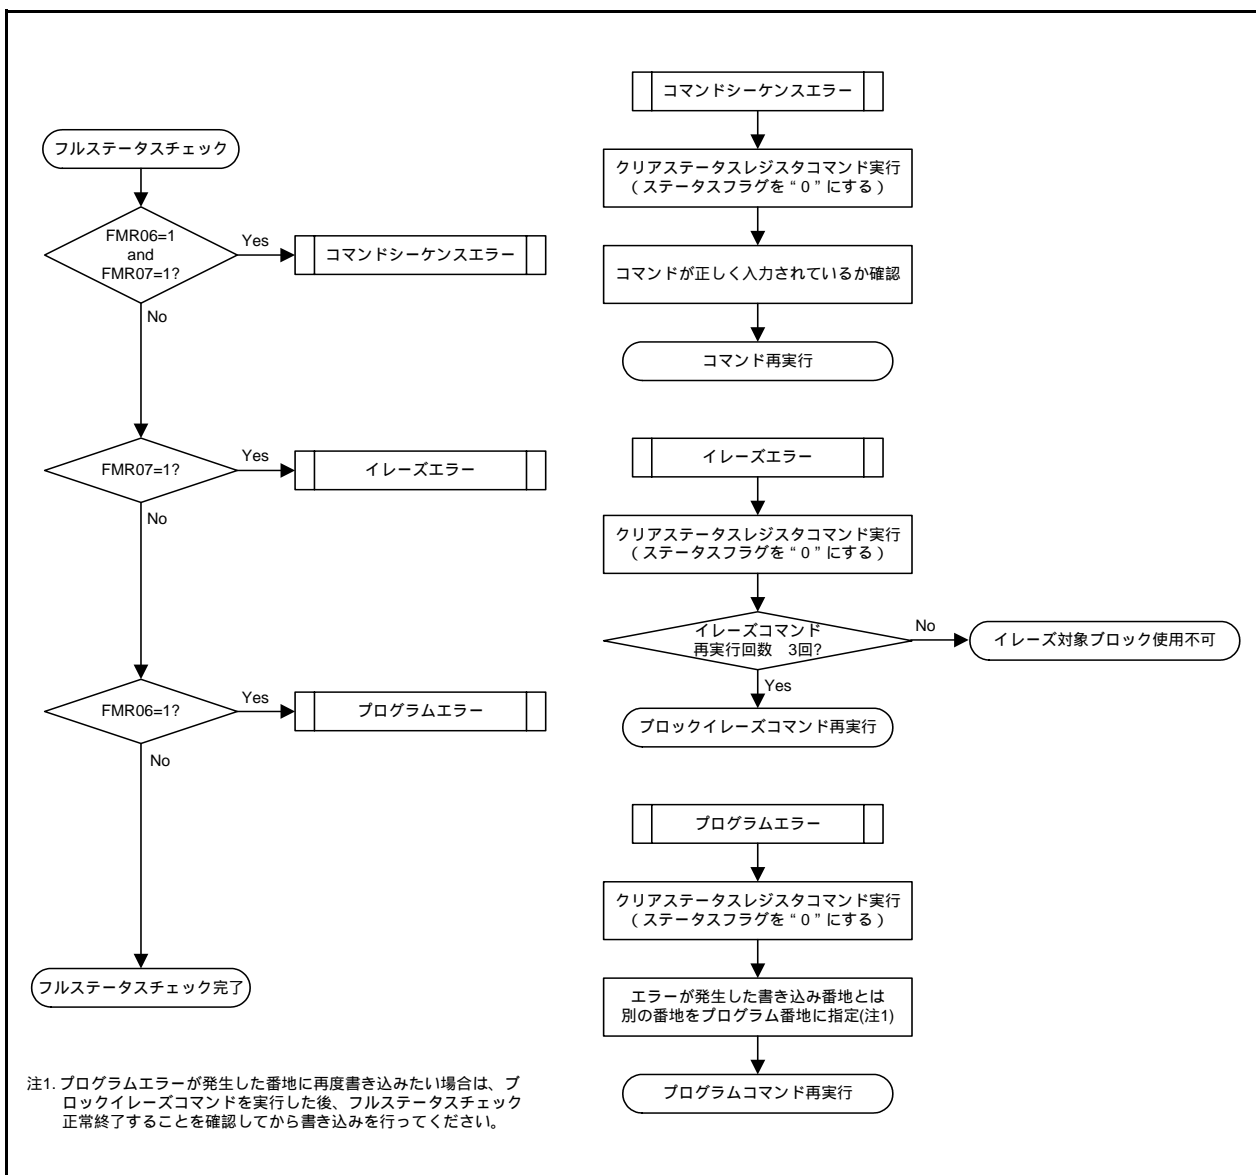 フルステータスチェック
FMR06=1
and
FMR07=1?
Yes
コマンドシーケンスエラー
No
FMR07=1?
Yes
イレーズエラー
No
FMR06=1?
Yes
プログラムエラー
No
フルステータスチェック完了
コマンドシーケンスエラー
クリアステータスレジスタコマンド実行
(ステータスフラグを“0”にする)
コマンドが正しく入力されているか確認
コマンド再実行
イレーズエラー
クリアステータスレジスタコマンド実行
(ステータスフラグを“0”にする)
イレーズコマンド
再実行回数 3回?
No
イレーズ対象ブロック使用不可
Yes
ブロックイレーズコマンド再実行
プログラムエラー
クリアステータスレジスタコマンド実行
(ステータスフラグを“0”にする)
エラーが発生した書き込み番地とは
別の番地をプログラム番地に指定(注1)
プログラムコマンド再実行
注1. プログラムエラーが発生した番地に再度書き込みたい場合は、ブ
ロックイレーズコマンドを実行した後、フルステータスチェック
正常終了することを確認してから書き込みを行ってください。